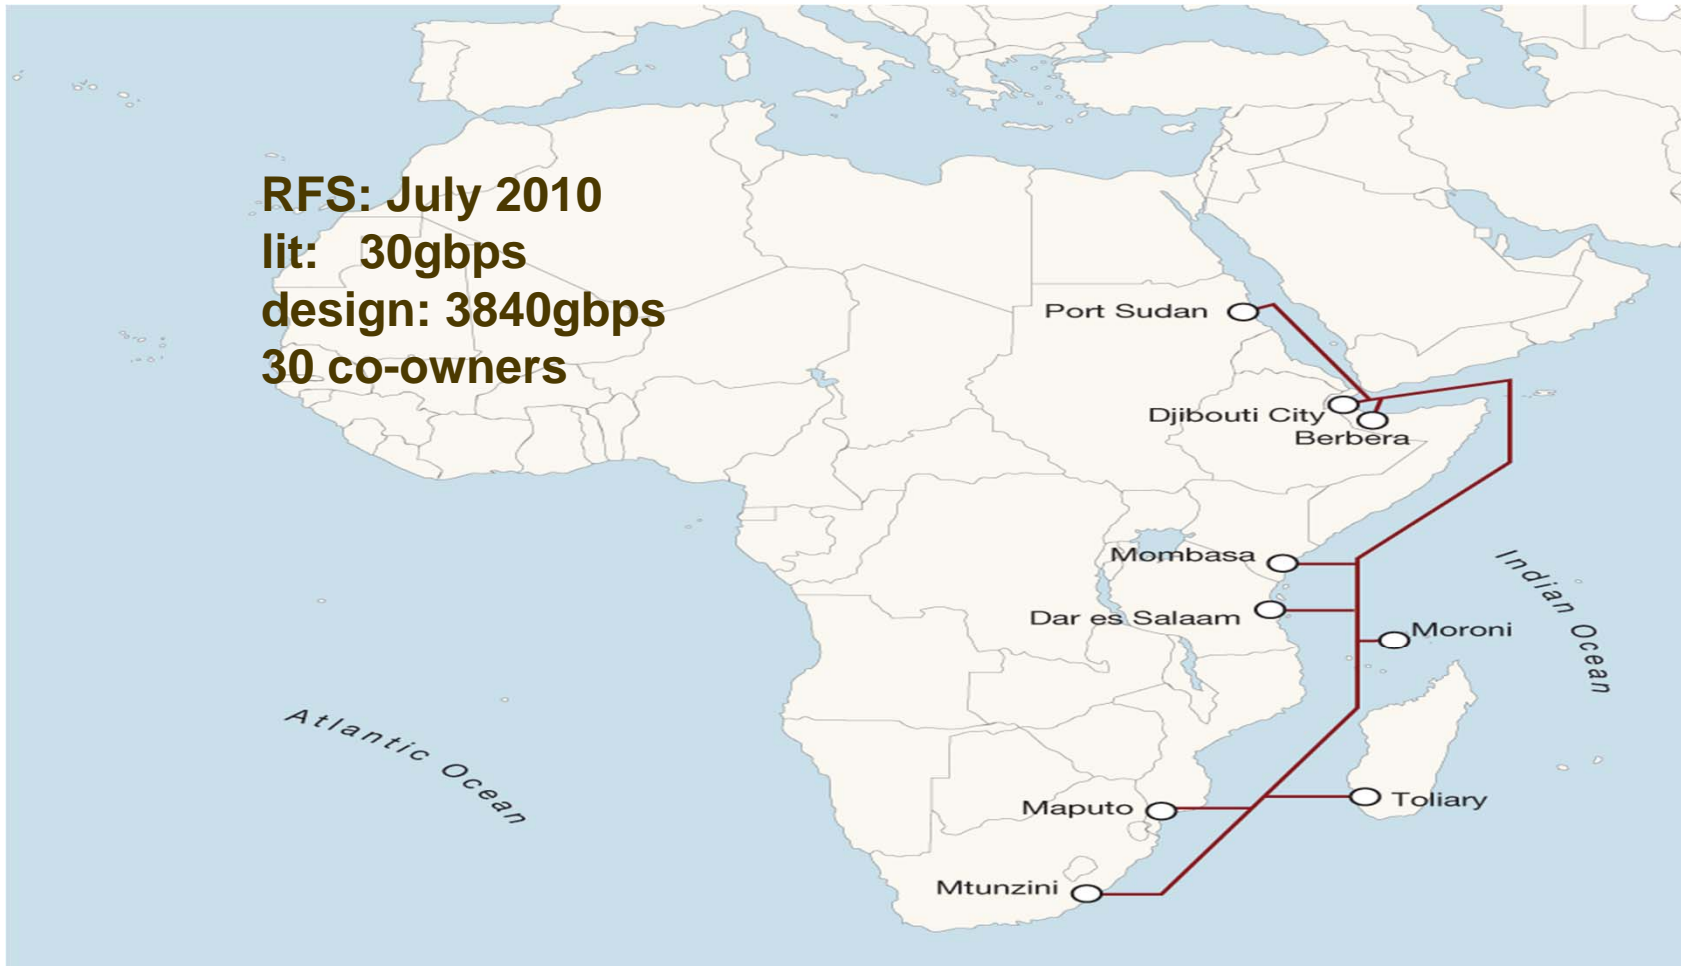 RFS: July 2010
lit: 30gbps
design: 3840gbps
30 co-owners
Port Sudan
Djibouti City
Berbera
Mombasa
Dar es Salaam
Moroni
Indian Ocean
Atlantic Ocean
Maputo
Toliary
Mtunzini